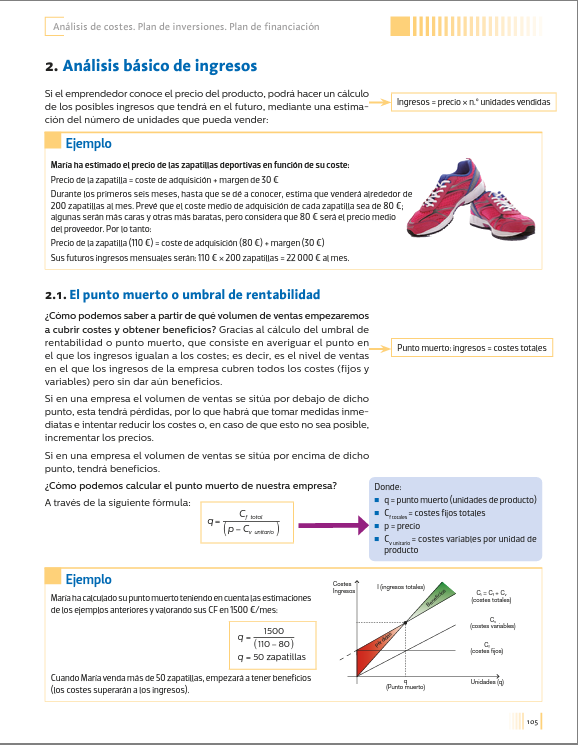 Análisis de costes. Plan de inversiones. Plan de financiación
2. Análisis básico de ingresos
Si el emprendedor conoce el precio del producto, podrá hacer un cálculo
de los posibles ingresos que tendrá en el futuro, mediante una estima-
ción del número de unidades que pueda vender:
Ingresos = precio × n.º unidades vendidas
Ejemplo
María ha estimado el precio de las zapatillas deportivas en función de su coste:
Precio de la zapatilla = coste de adquisición + margen de 30 €
Durante los primeros seis meses, hasta que se dé a conocer, estima que venderá alrededor de
200 zapatillas al mes. Prevé que el coste medio de adquisición de cada zapatilla sea de 80 €;
algunas serán más caras y otras más baratas, pero considera que 80 € será el precio medio
del proveedor. Por lo tanto:
Precio de la zapatilla (110 €) = coste de adquisición (80 €) + margen (30 €)
Sus futuros ingresos mensuales serán: 110 € × 200 zapatillas = 22 000 € al mes.
2.1. El punto muerto o umbral de rentabilidad
¿Cómo podemos saber a partir de qué volumen de ventas empezaremos
a cubrir costes y obtener beneficios? Gracias al cálculo del umbral de
rentabilidad o punto muerto, que consiste en averiguar el punto en
el que los ingresos igualan a los costes; es decir, es el nivel de ventas
en el que los ingresos de la empresa cubren todos los costes (fijos y
variables) pero sin dar aún beneficios.
Punto muerto: ingresos = costes totales
Si en una empresa el volumen de ventas se sitúa por debajo de dicho
punto, esta tendrá pérdidas, por lo que habrá que tomar medidas inme-
diatas e intentar reducir los costes o, en caso de que esto no sea posible,
incrementar los precios.
Si en una empresa el volumen de ventas se sitúa por encima de dicho
punto, tendrá beneficios.
¿Cómo podemos calcular el punto muerto de nuestra empresa?
A través de la siguiente fórmula:
q = Cf total / (p – Cv unitario)
Donde:
■ q = punto muerto (unidades de producto)
■ Cf totales = costes fijos totales
■ p = precio
■ Cv unitario = costes variables por unidad de
producto
Ejemplo
María ha calculado su punto muerto teniendo en cuenta las estimaciones
de los ejemplos anteriores y valorando sus CF en 1500 €/mes:
q = 1500 / (110 – 80)
q = 50 zapatillas
Cuando María venda más de 50 zapatillas, empezará a tener beneficios
(los costes superarán a los ingresos).
Costes
Ingresos
I (ingresos totales)
Beneficios
Pérdidas
Ct = Cf + Cv
(costes totales)
Cv
(costes variables)
Cf
(costes fijos)
q
(Punto muerto)
Unidades (q)
105